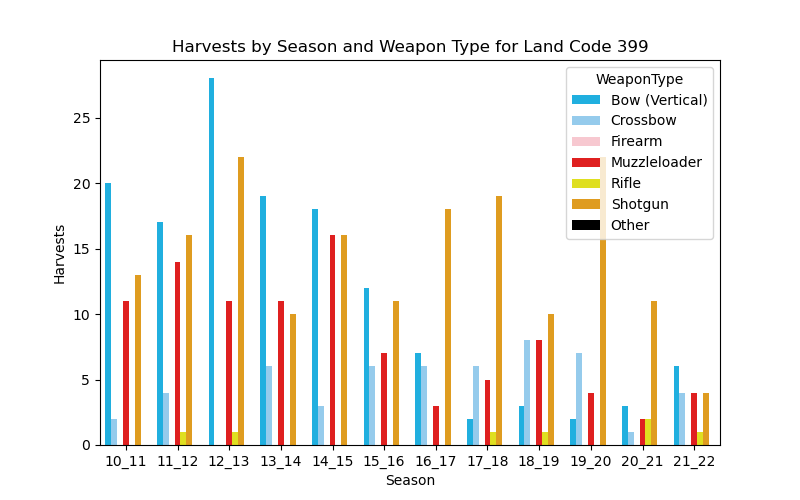 Harvests by Season and Weapon Type for Land Code 399
WeaponType
Bow (Vertical)
Crossbow
Firearm
Muzzleloader
Rifle
Shotgun
Other
Harvests
25
20
15
10
5
0
10_11 11_12 12_13 13_14 14_15 15_16 16_17 17_18 18_19 19_20 20_21 21_22
Season